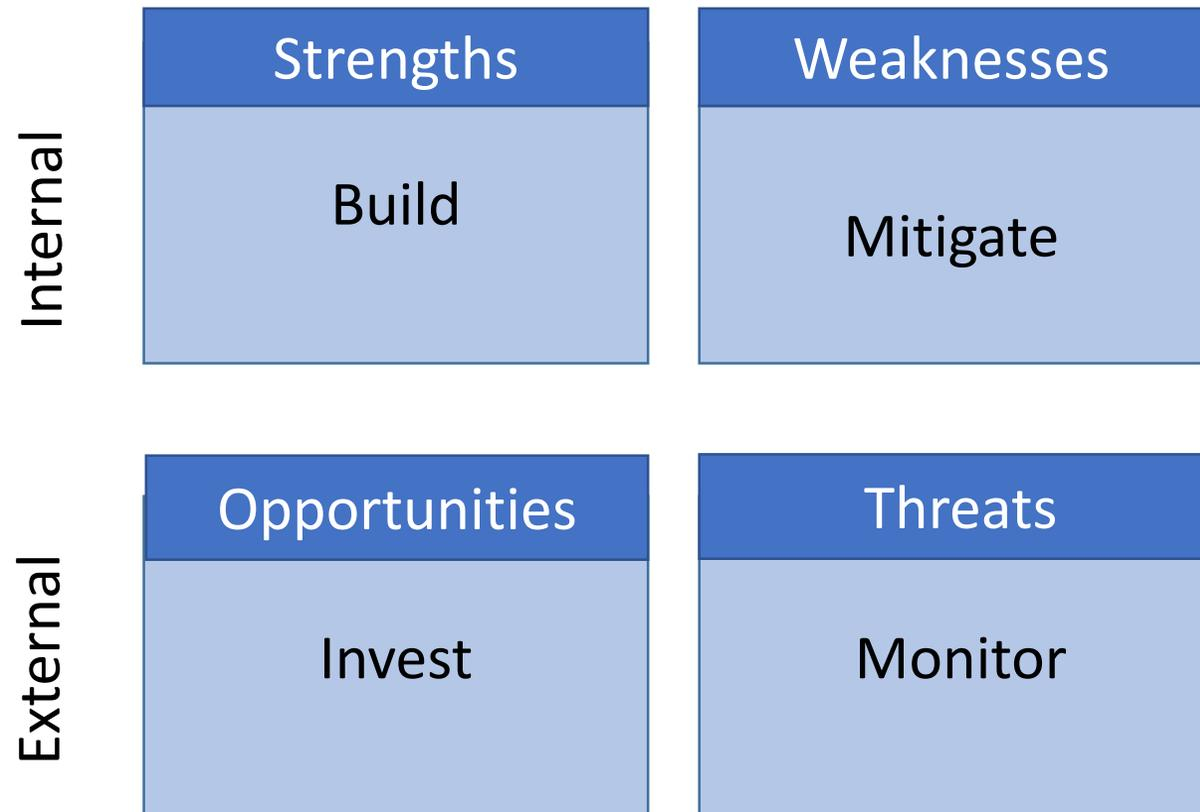 Strengths
Weaknesses
Internal
Build
Mitigate
Opportunities
Threats
External
Invest
Monitor